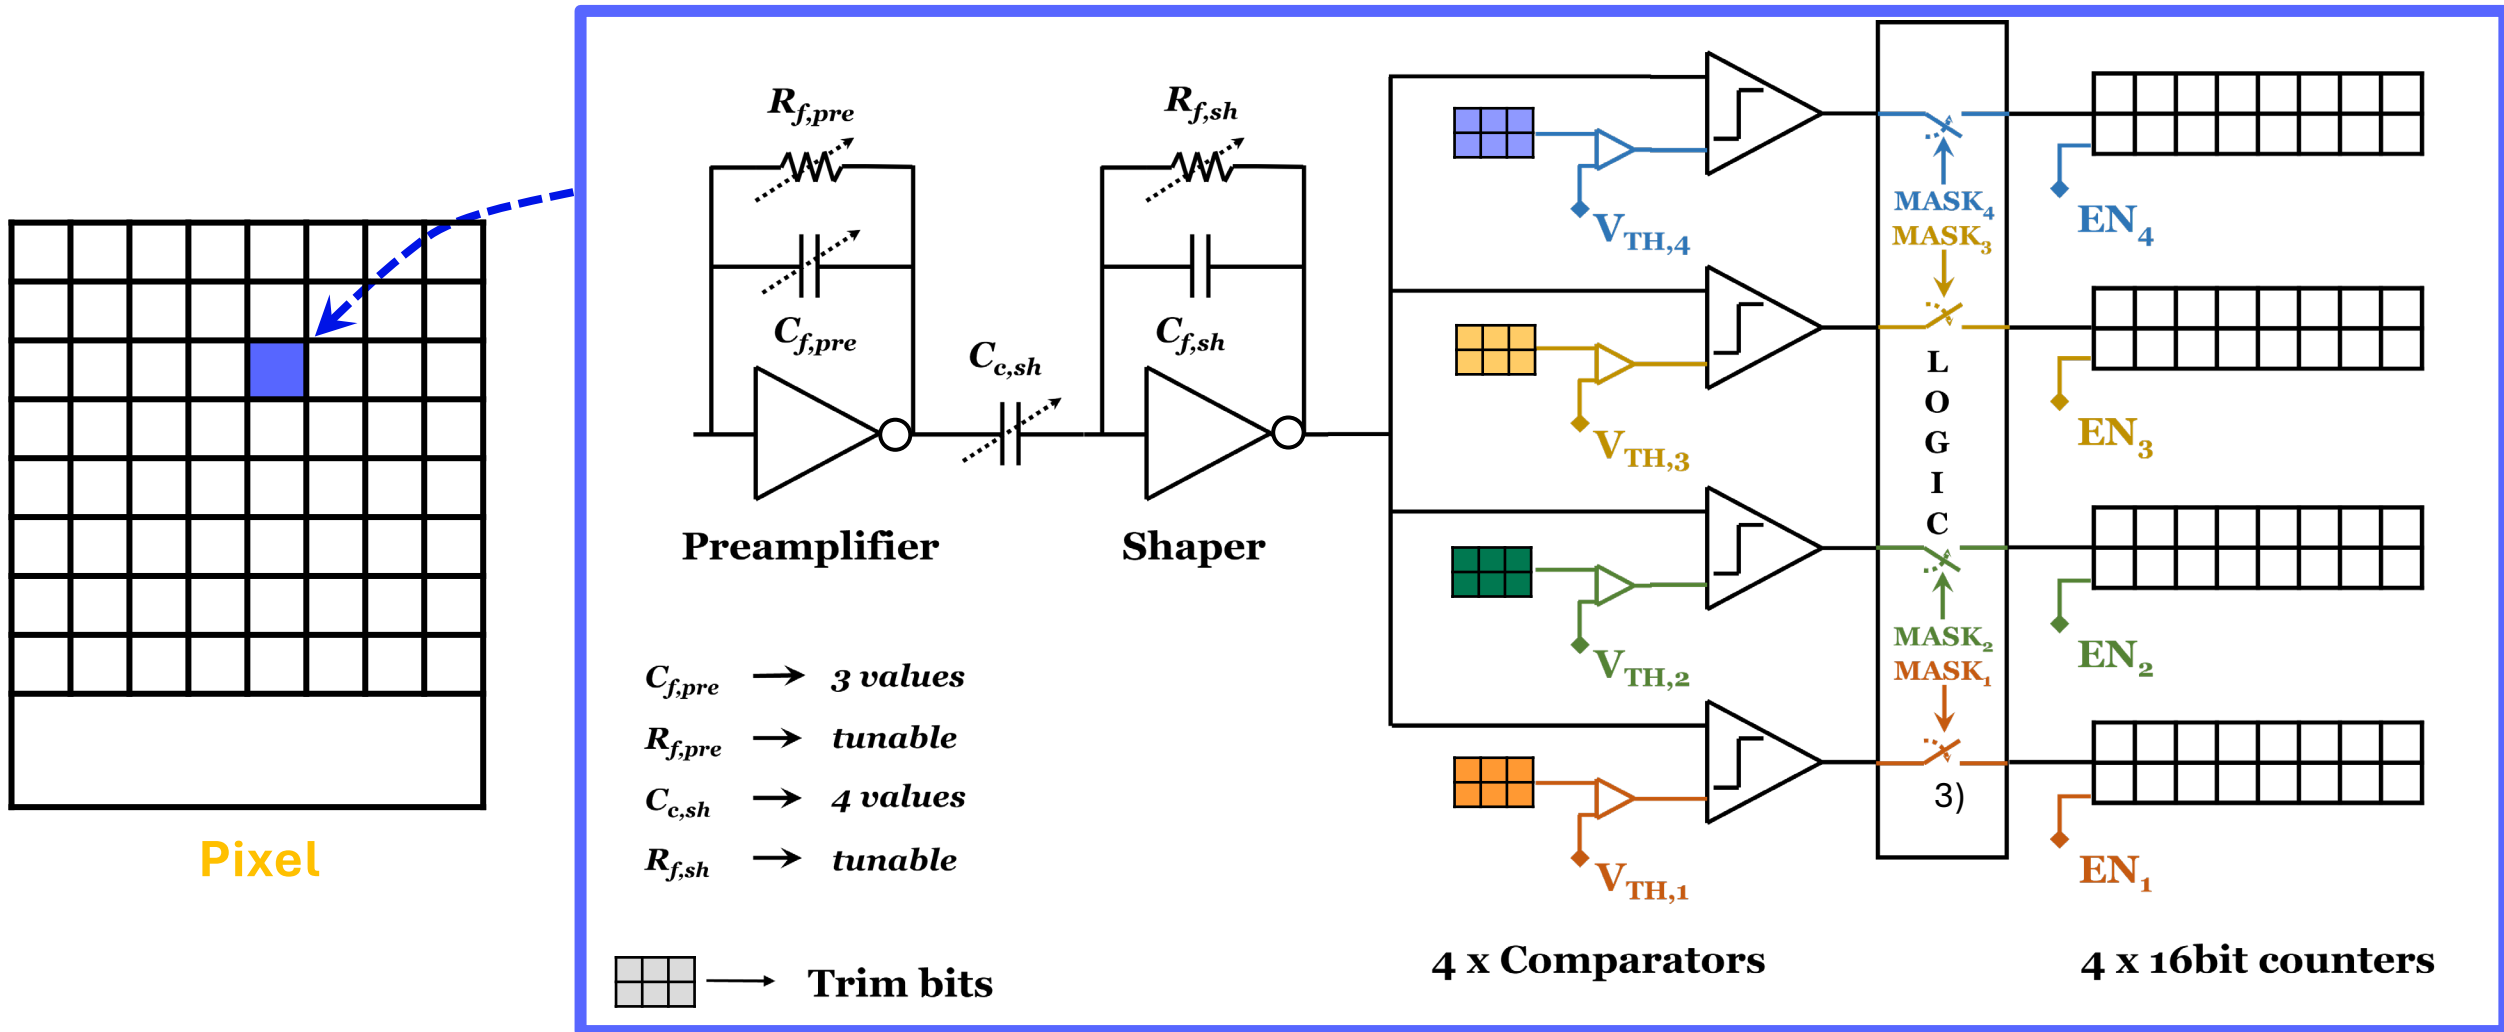 Pixel
R_f,pre
C_f,pre
Preamplifier
C_c,sh
R_f,sh
C_f,sh
Shaper
C_f,pre → 3 values
R_f,pre → tunable
C_c,sh → 4 values
R_f,sh → tunable
→ Trim bits
V_TH,4
V_TH,3
V_TH,2
V_TH,1
4 x Comparators
MASK_4
MASK_3
L
O
G
I
C
MASK_2
MASK_1
3)
EN_4
EN_3
EN_2
EN_1
4 x 16bit counters